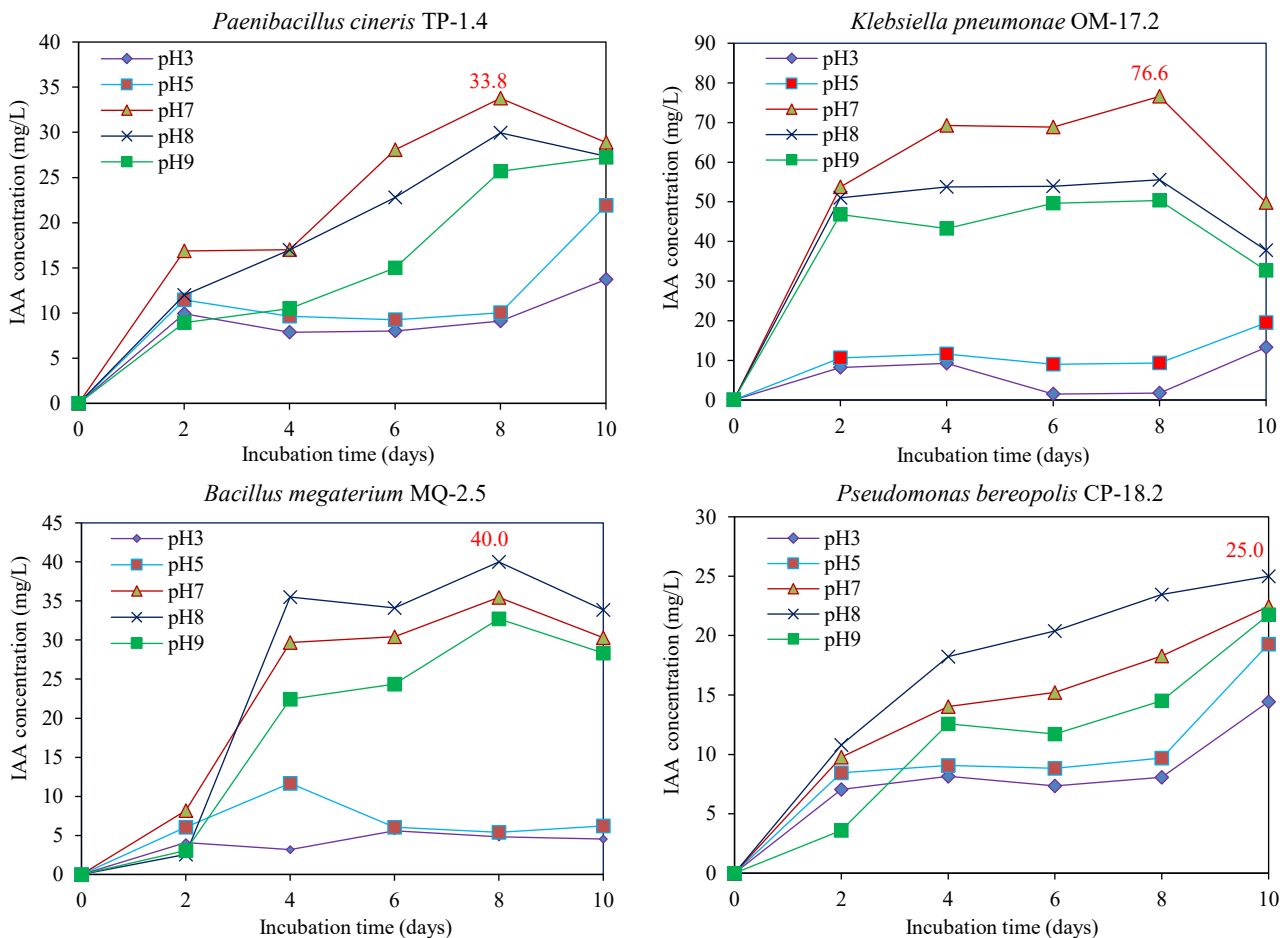 Paenibacillus cineris TP-1.4
40
35
30
25
20
15
10
5
0
IAA concentration (mg/L)
pH3
pH5
pH7
pH8
pH9
33.8
0 2 4 6 8 10
Incubation time (days)
Klebsiella pneumonae OM-17.2
90
80
70
60
50
40
30
20
10
0
IAA concentration (mg/L)
pH3
pH5
pH7
pH8
pH9
76.6
0 2 4 6 8 10
Incubation time (days)
Bacillus megaterium MQ-2.5
45
40
35
30
25
20
15
10
5
0
IAA concentration (mg/L)
pH3
pH5
pH7
pH8
pH9
40.0
0 2 4 6 8 10
Incubation time (days)
Pseudomonas bereopolis CP-18.2
30
25
20
15
10
5
0
IAA concentration (mg/L)
pH3
pH5
pH7
pH8
pH9
25.0
0 2 4 6 8 10
Incubation time (days)